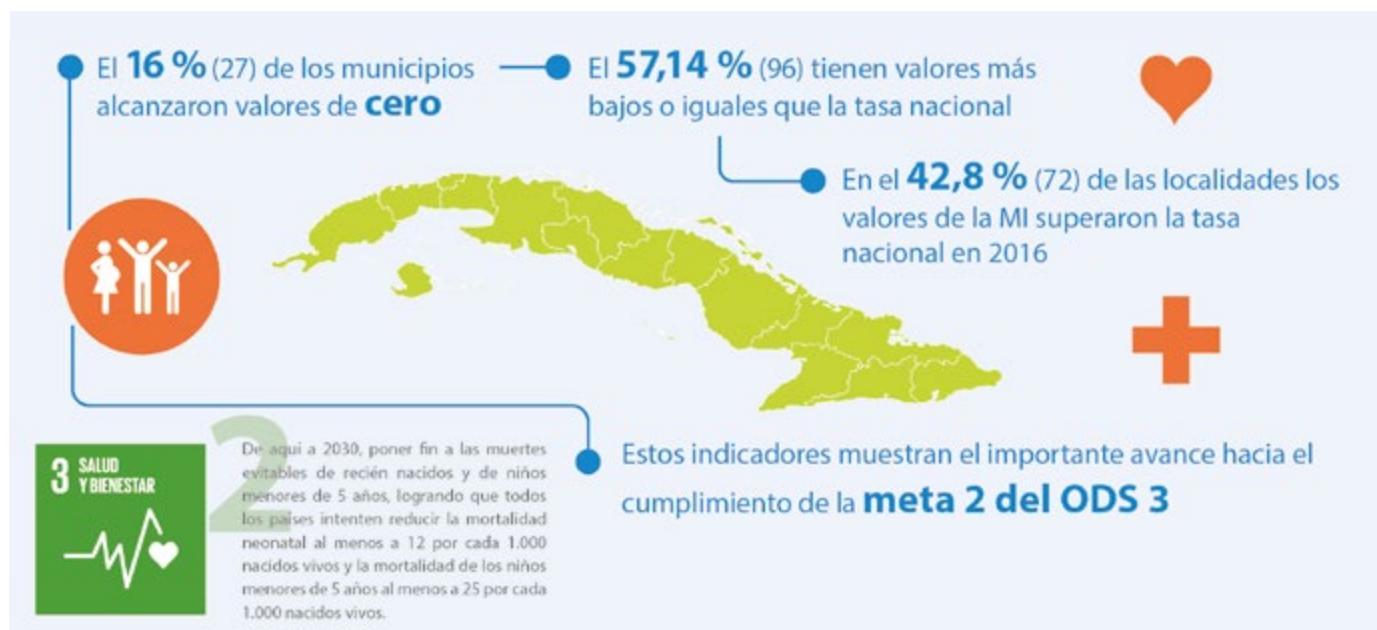 El 16 % (27) de los municipios
alcanzaron valores de cero
El 57,14 % (96) tienen valores más
bajos o iguales que la tasa nacional
En el 42,8 % (72) de las localidades los
valores de la MI superaron la tasa
nacional en 2016
3 SALUD
Y BIENESTAR
2
De aquí a 2030, poner fin a las muertes
evitables de recién nacidos y de niños
menores de 5 años, logrando que todos
los países intenten reducir la mortalidad
neonatal al menos a 12 por cada 1.000
nacidos vivos y la mortalidad de los niños
menores de 5 años al menos a 25 por cada
1.000 nacidos vivos.
Estos indicadores muestran el importante avance hacia el
cumplimiento de la meta 2 del ODS 3